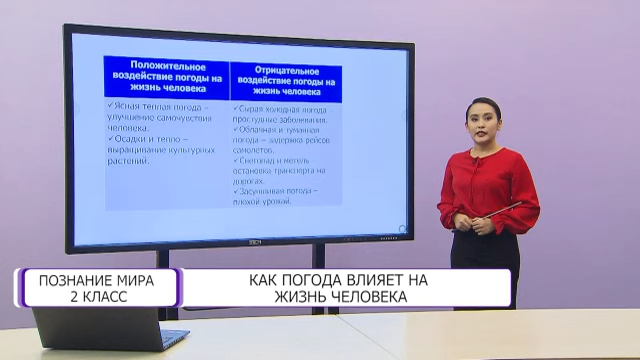 Положительное
воздействие погоды на
жизнь человека
Отрицательное
воздействие погоды на
жизнь человека
✓Ясная теплая погода –
улучшение самочувствия
человека.
✓Осадки и тепло –
выращивание культурных
растений.
✓Сырая холодная погода
простудные заболевания.
✓Облачная и туманная
погода – задержка рейсов
самолетов.
✓Снегопад и метель –
остановка транспорта на
дорогах.
✓Засушливая погода –
плохой урожай.
ПОЗНАНИЕ МИРА
2 КЛАСС
КАК ПОГОДА ВЛИЯЕТ НА
ЖИЗНЬ ЧЕЛОВЕКА